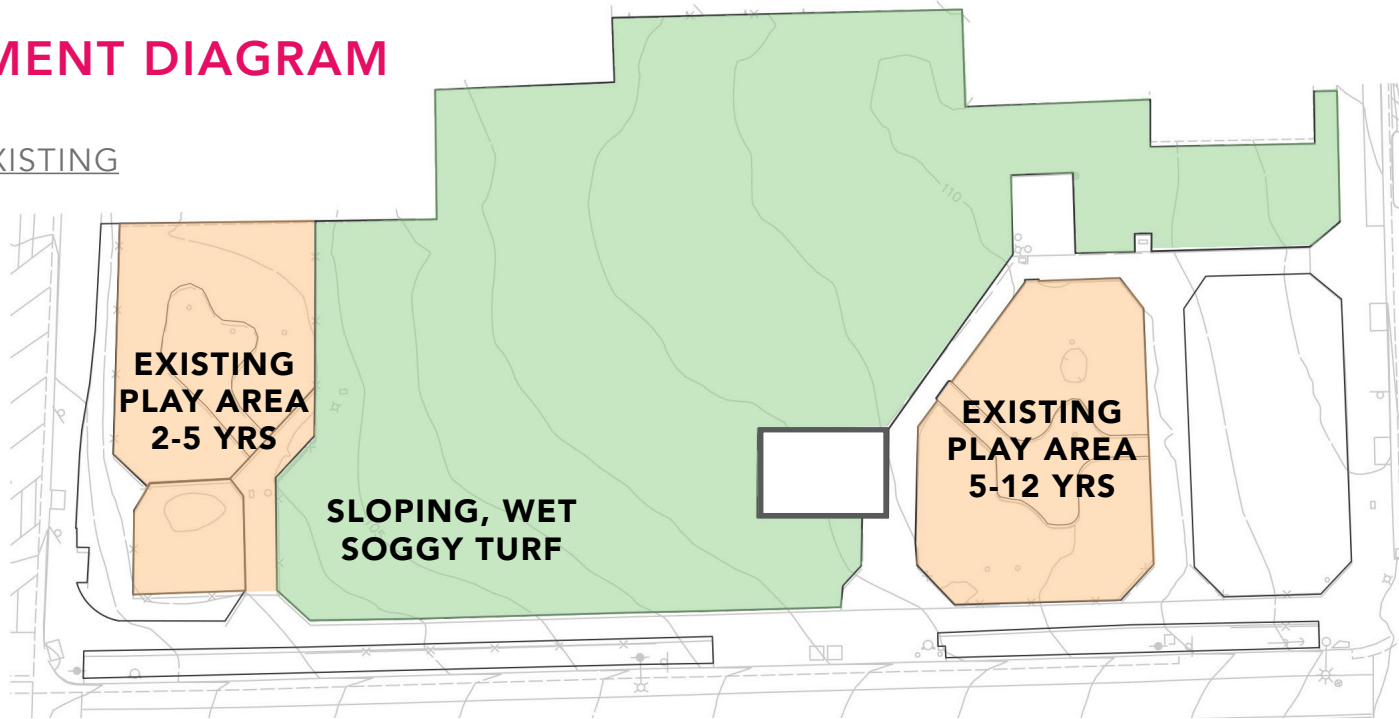 MENT DIAGRAM
XISTING
110
EXISTING
PLAY AREA
2-5 YRS
EXISTING
PLAY AREA
5-12 YRS
SLOPING, WET
SOGGY TURF